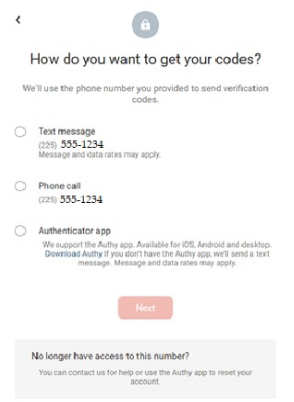 How do you want to get your codes?
We'll use the phone number you provided to send verification
codes.
Text message
(225) 555-1234
Message and data rates may apply.
Phone call
(225) 555-1234
Authenticator app
We support the Authy app. Available for iOS, Android and desktop.
Download Authy If you don't have the Authy app, we'll send a text
message. Message and data rates may apply.
Next
No longer have access to this number?
You can contact us for help or use the Authy app to reset your
account.